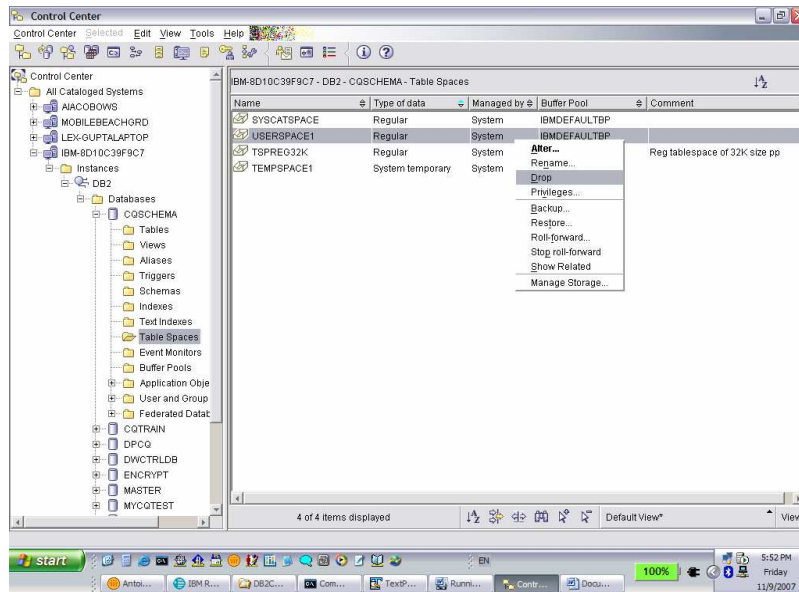 Control Center
Control Center Selected Edit View Tools Help
Control Center
All Cataloged Systems
AIACOBOWS
MOBILEBEACHGRD
LEX-GUPTALAPTOP
IBM-8D10C39F9C7
Instances
DB2
Databases
CQSCHEMA
Tables
Views
Aliases
Triggers
Schemas
Indexes
Text Indexes
Table Spaces
Event Monitors
Buffer Pools
Application Obje
User and Group
Federated Datab
CQTRAIN
DPCQ
DWCTRLDB
ENCRYPT
MASTER
MYCQTEST
IBM-8D10C39F9C7 - DB2 - CQSCHEMA - Table Spaces
Name Type of data Managed by Buffer Pool Comment
SYSCATSPACE Regular System IBMDEFAULTBP
USERSPACE1 Regular System IBMDEFAULTBP
TSPREG32K Regular System Reg tablespace of 32K size pp
TEMPSPACE1 System temporary System
Alter...
Rename...
Drop
Privileges...
Backup...
Restore...
Roll-forward...
Stop roll-forward
Show Related
Manage Storage...
4 of 4 items displayed Default View* View
start EN 100% 5:52 PM
Friday
11/9/2007
Antoi... IBM R... DB2C... Com... TextP... Runni... Contr... Docu...